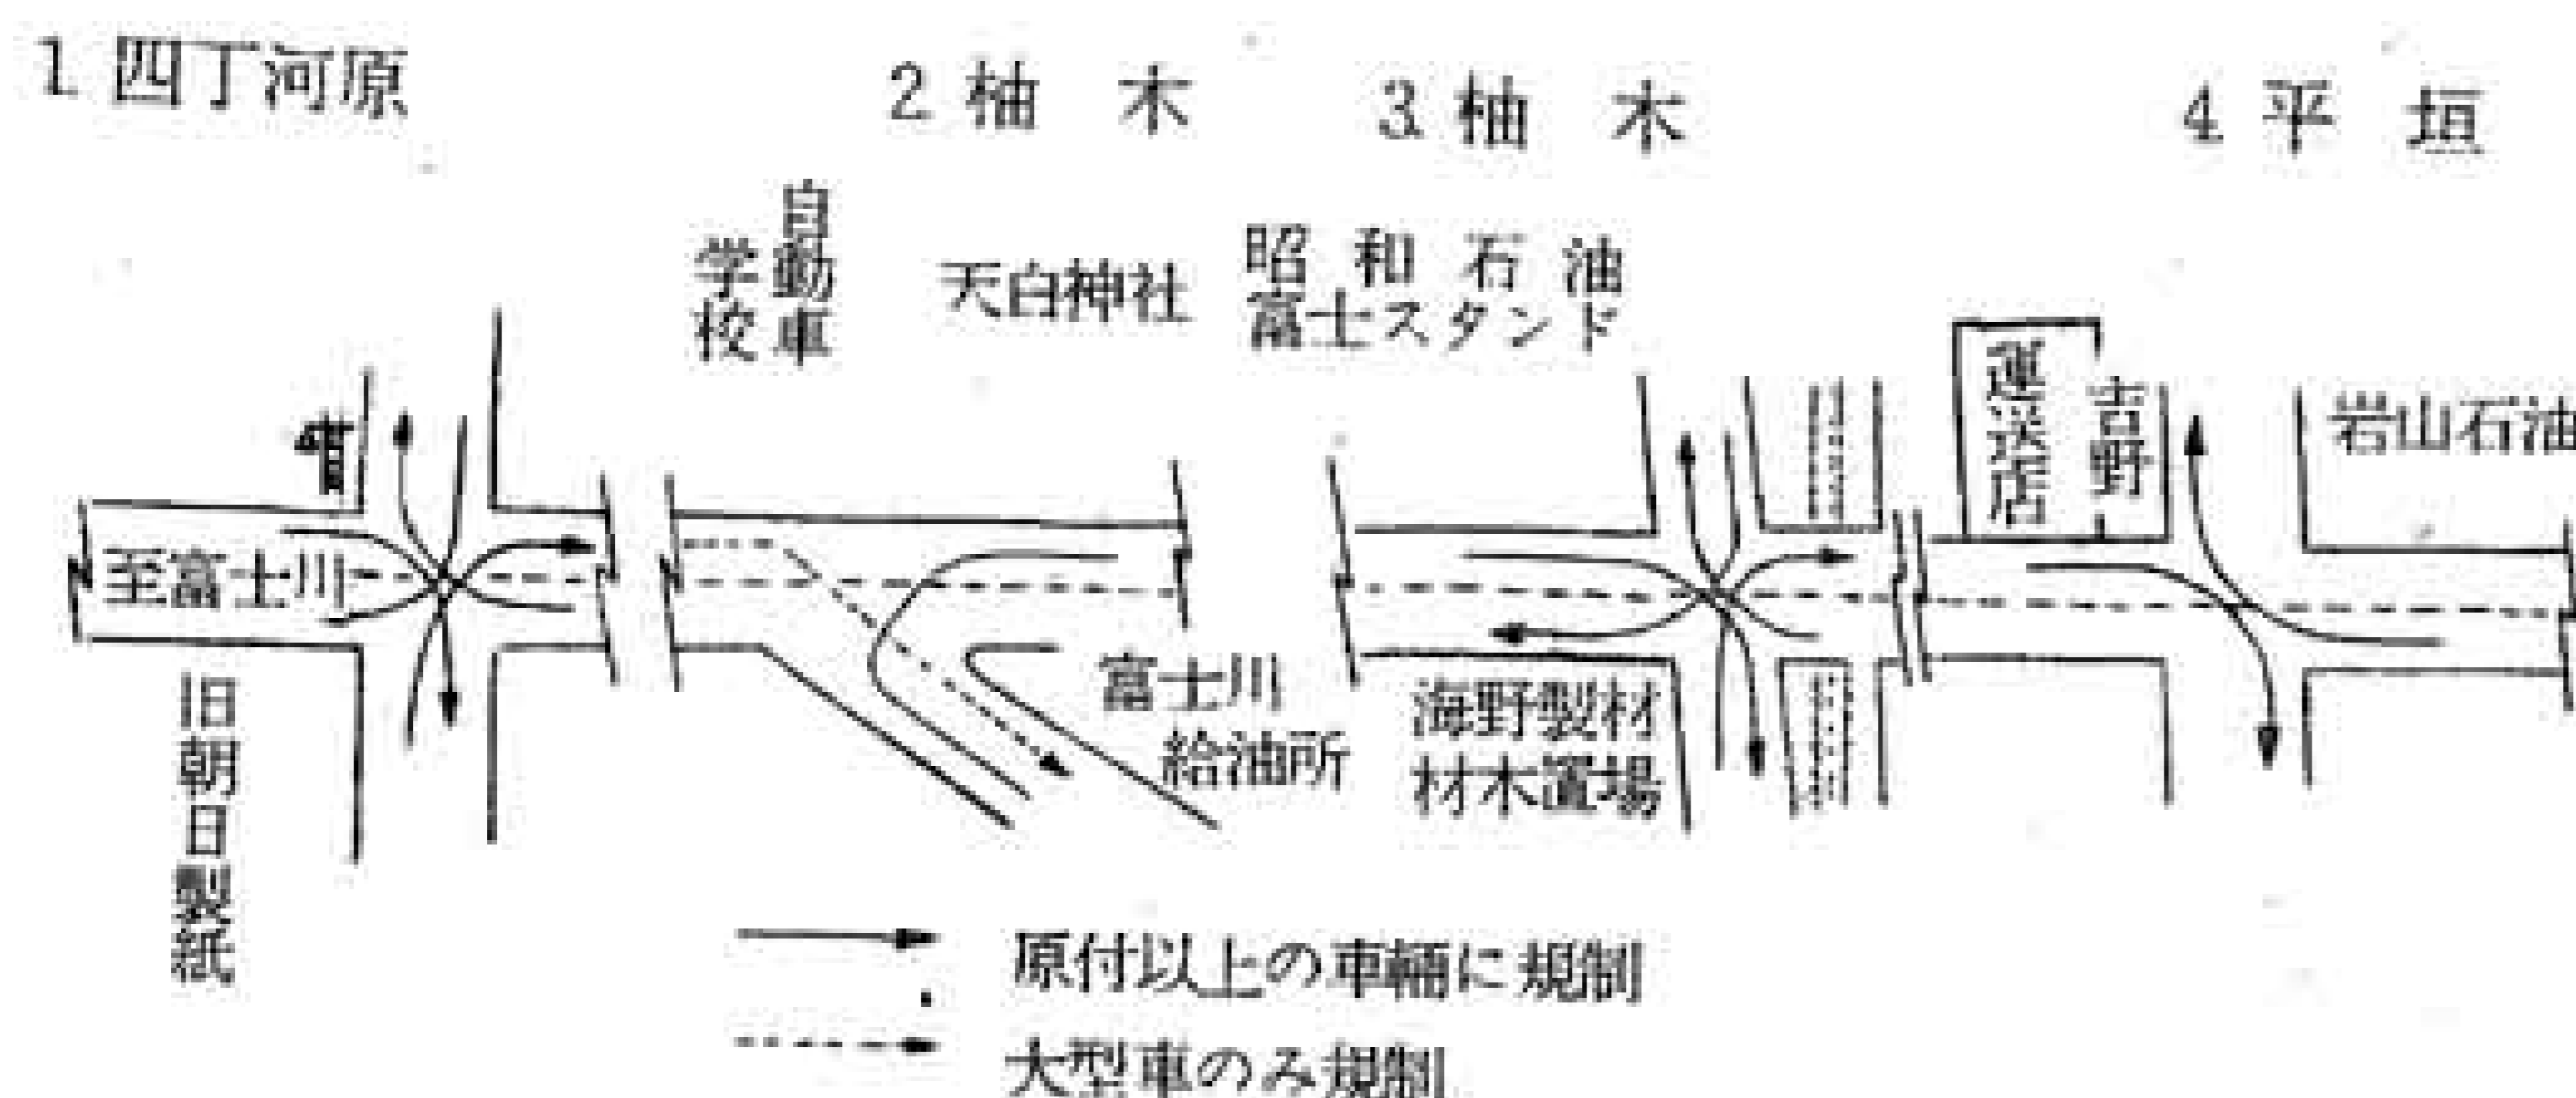 1 四丁河原
2 柚木
3 柚木
4 平垣
自動車
学校
天白神社
昭和石油
富士スタンド
吉野
運送店
岩山石油
至富士川
旧朝日製紙
富士川
給油所
海野製材
材木置場
原付以上の車輛に規制
大型車のみ規制